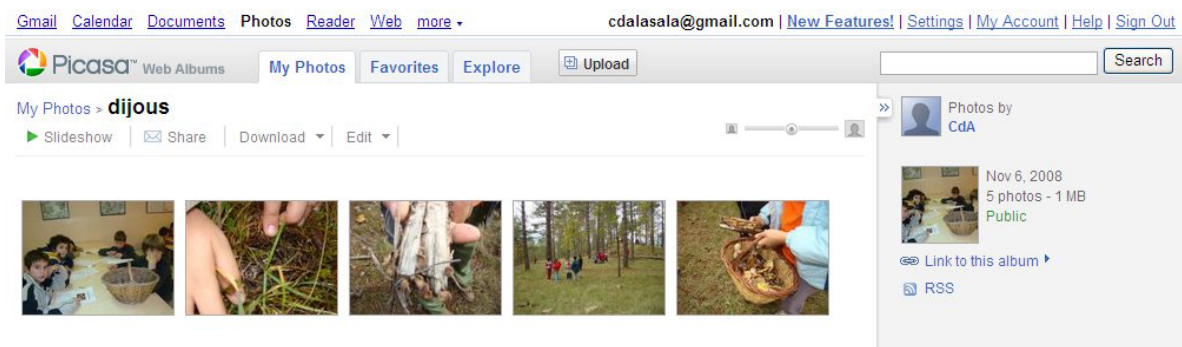 Gmail Calendar Documents Photos Reader Web more ▾ cdalasala@gmail.com | New Features! | Settings | My Account | Help | Sign Out
Picasa™ Web Albums My Photos Favorites Explore Upload Search
My Photos > dijous
Slideshow Share Download ▾ Edit ▾
» Photos by
CdA
Nov 6, 2008
5 photos - 1 MB
Public
Link to this album
RSS